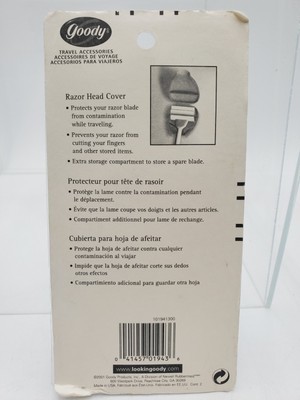 Goody®
TRAVEL ACCESSORIES
ACCESSOIRES DE VOYAGE
ACCESORIOS PARA VIAJEROS
Razor Head Cover
• Protects your razor blade
from contamination
while traveling.
• Prevents your razor from
cutting your fingers
and other stored items.
• Extra storage compartment to store a spare blade.
Protecteur pour tête de rasoir
• Protège la lame contre la contamination pendant
le déplacement.
• Évite que la lame coupe vos doigts et les autres articles.
• Compartiment additionnel pour lame de rechange.
Cubierta para hoja de afeitar
• Protege la hoja de afeitar contra cualquier
contaminación al viajar
• Impide que la hoja de afeitar corte sus dedos
otros efectos
• Compartimiento adicional para guardar otra hoja
0 41457 01943
www.lookingoody.com